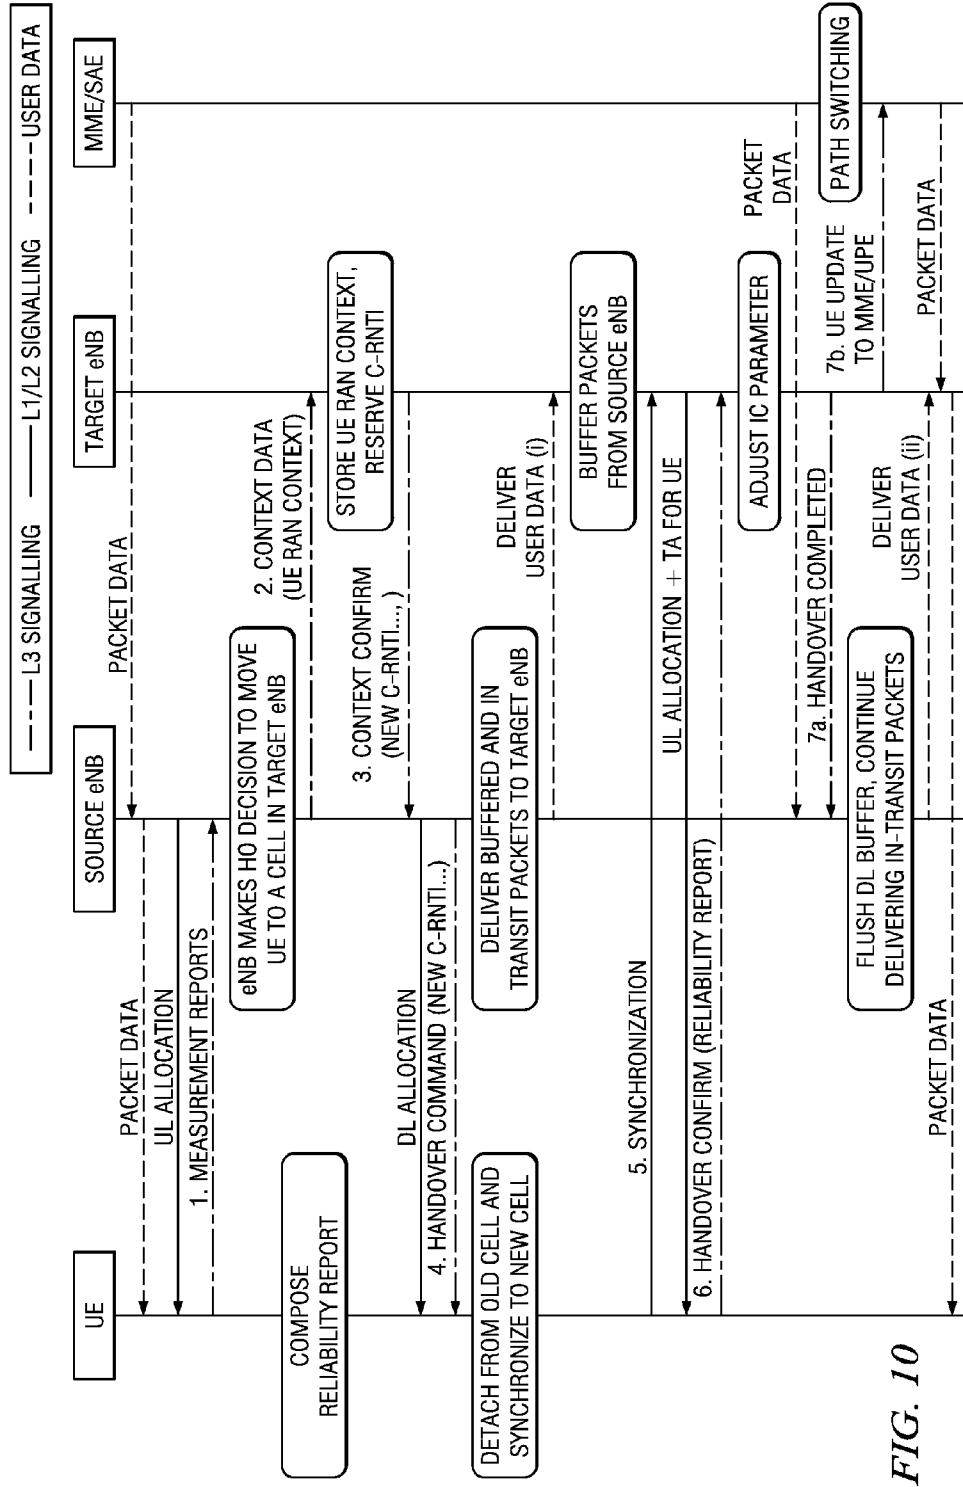 — - — L3 SIGNALLING ——— L1/L2 SIGNALLING - - - - USER DATA
UE
SOURCE eNB
TARGET eNB
MME/SAE
PACKET DATA
PACKET DATA
UL ALLOCATION
1. MEASUREMENT REPORTS
eNB MAKES HO DECISION TO MOVE
UE TO A CELL IN TARGET eNB
COMPOSE
RELIABILITY REPORT
2. CONTEXT DATA
(UE RAN CONTEXT)
STORE UE RAN CONTEXT,
RESERVE C-RNTI
3. CONTEXT CONFIRM
(NEW C-RNTI..., )
DL ALLOCATION
4. HANDOVER COMMAND (NEW C-RNTI...)
DETACH FROM OLD CELL AND
SYNCHRONIZE TO NEW CELL
DELIVER BUFFERED AND IN
TRANSIT PACKETS TO TARGET eNB
DELIVER
USER DATA (i)
BUFFER PACKETS
FROM SOURCE eNB
5. SYNCHRONIZATION
UL ALLOCATION + TA FOR UE
6. HANDOVER CONFIRM (RELIABILITY REPORT)
ADJUST IC PARAMETER
PACKET
DATA
7a. HANDOVER COMPLETED
PATH SWITCHING
7b. UE UPDATE
TO MME/UPE
FLUSH DL BUFFER, CONTINUE
DELIVERING IN-TRANSIT PACKETS
DELIVER
USER DATA (ii)
PACKET DATA
PACKET DATA
FIG. 10